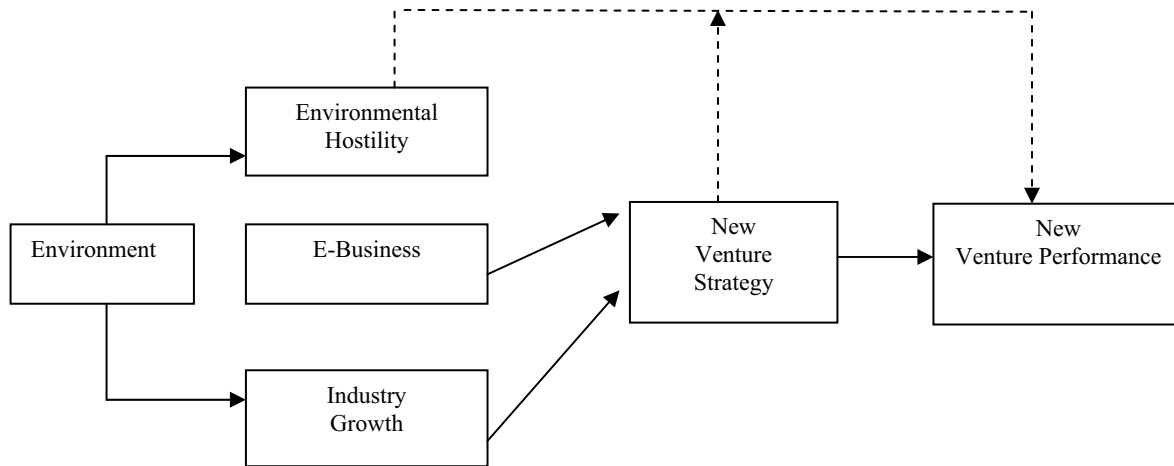 Environmental
Hostility
Environment
E-Business
New
Venture
Strategy
New
Venture Performance
Industry
Growth